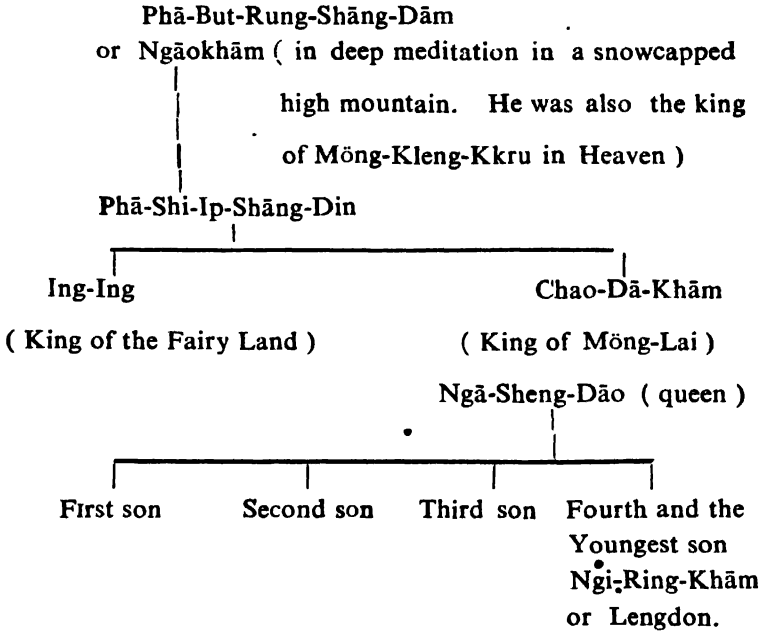 Phā-But-Rung-Shāng-Dām
or Ngāokhām ( in deep meditation in a snowcapped
high mountain. He was also the king
of Möng-Kleng-Kkru in Heaven )
Phā-Shi-Ip-Shāng-Din
Ing-Ing Chao-Dā-Khām
( King of the Fairy Land ) ( King of Möng-Lai )
Ngā-Sheng-Dāo ( queen )
First son Second son Third son Fourth and the
Youngest son
Ngi-Ring-Khām
or Lengdon.